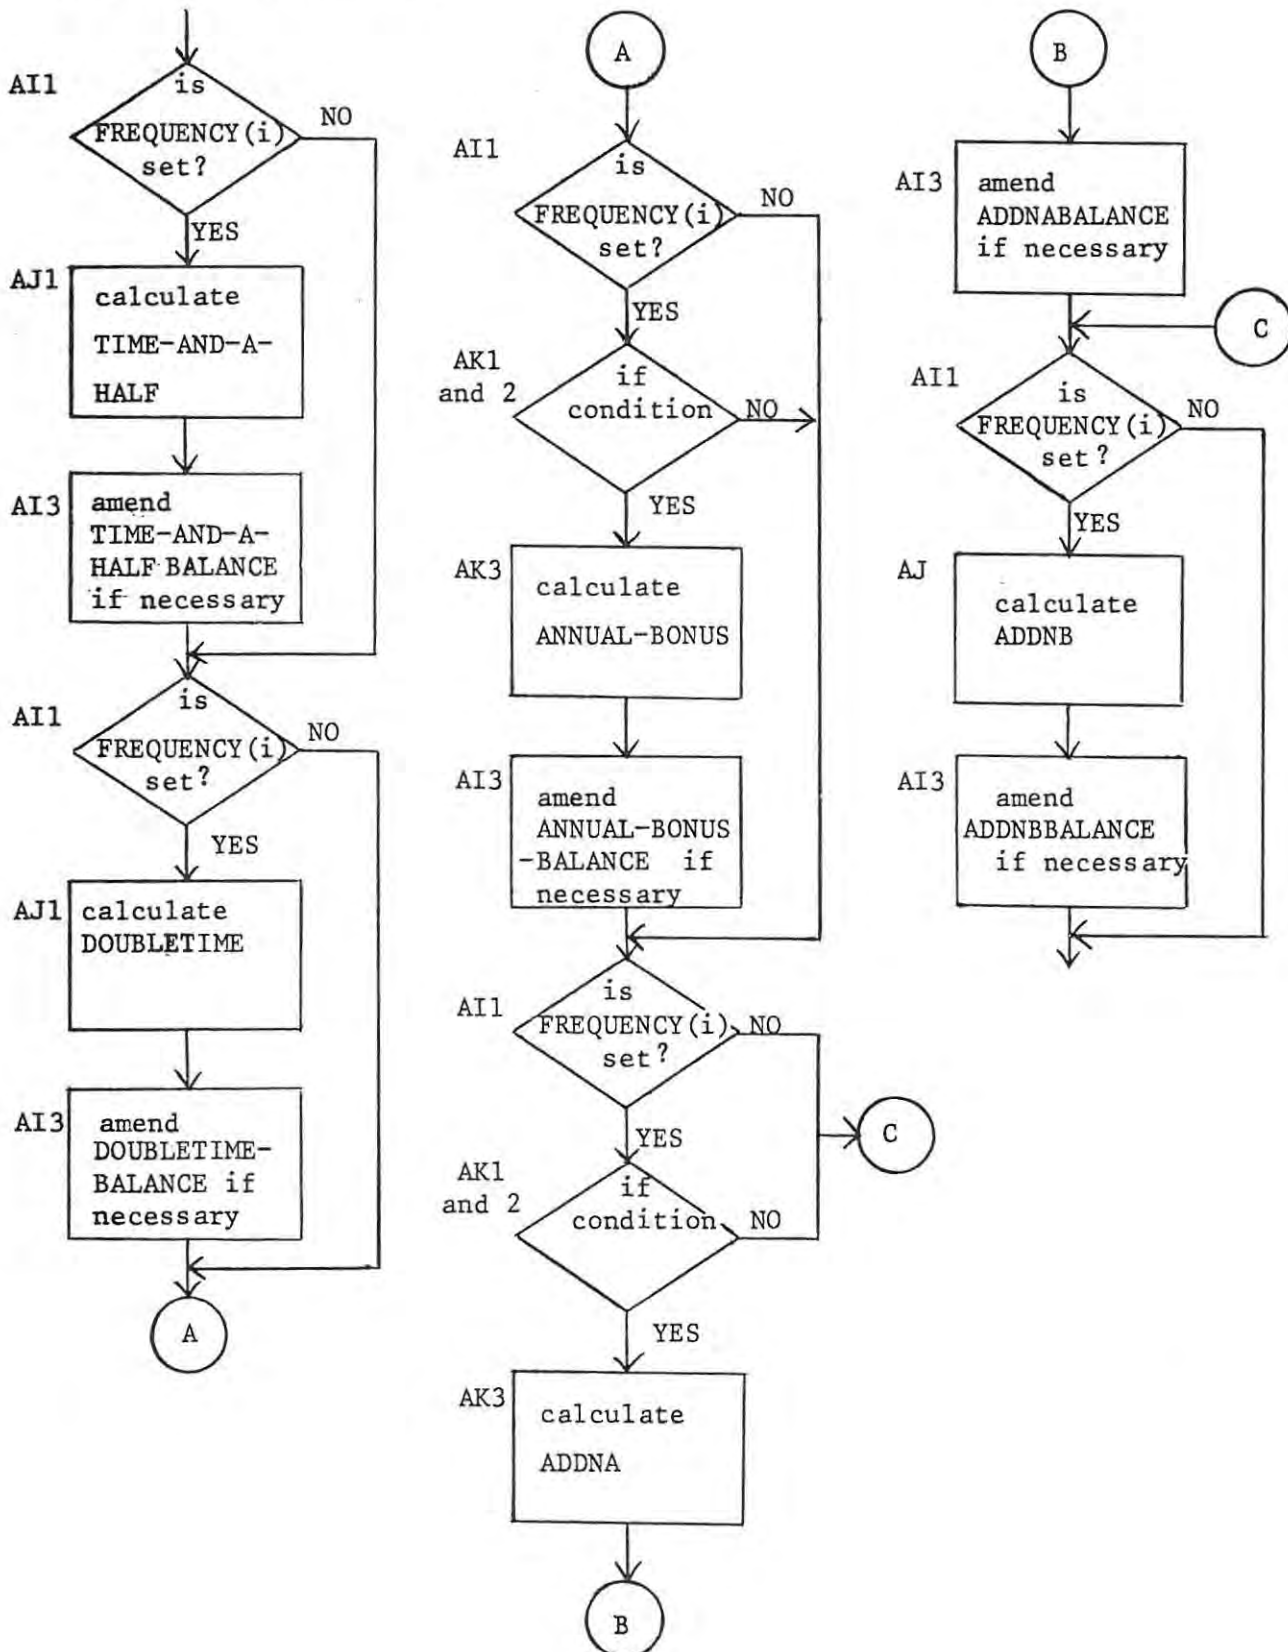 AI1
is
FREQUENCY(i)
set?
NO
YES
AJ1
calculate
TIME-AND-A-
HALF
AI3
amend
TIME-AND-A-
HALF BALANCE
if necessary
AI1
is
FREQUENCY(i)
set?
NO
YES
AJ1
calculate
DOUBLETIME
AI3
amend
DOUBLETIME-
BALANCE if
necessary
A
A
AI1
is
FREQUENCY(i)
set?
NO
YES
AK1
and 2
if
condition
NO
YES
AK3
calculate
ANNUAL-BONUS
AI3
amend
ANNUAL-BONUS
-BALANCE if
necessary
AI1
is
FREQUENCY(i)
set?
NO
YES
C
AK1
and 2
if
condition
NO
YES
AK3
calculate
ADDNA
B
B
AI3
amend
ADDNABALANCE
if necessary
C
AI1
is
FREQUENCY(i)
set?
NO
YES
AJ
calculate
ADDNB
AI3
amend
ADDNBBALANCE
if necessary